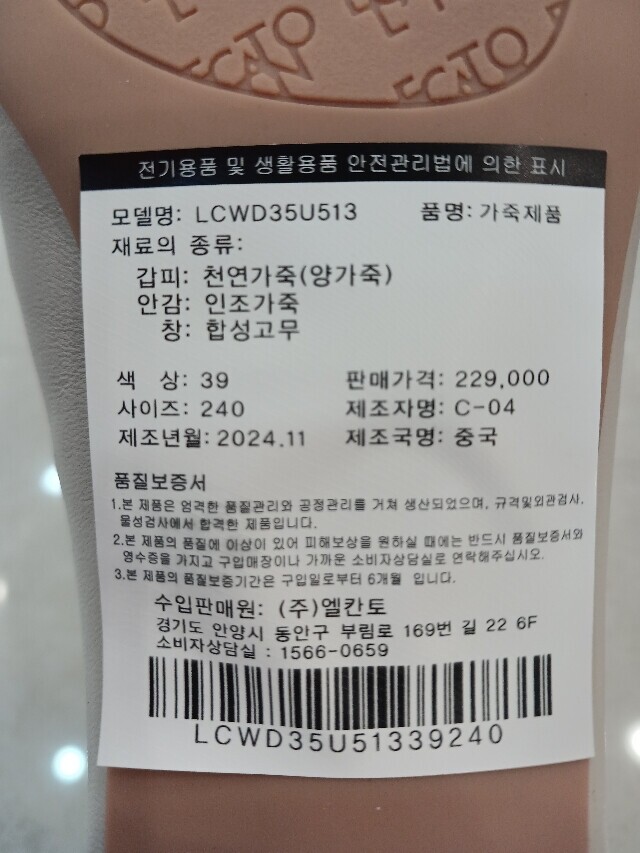 ELCANTO
전기용품 및 생활용품 안전관리법에 의한 표시
모델명: LCWD35U513 품명: 가죽제품
재료의 종류:
갑피: 천연가죽(양가죽)
안감: 인조가죽
창: 합성고무
색 상: 39 판매가격: 229,000
사이즈: 240 제조자명: C-04
제조년월: 2024.11 제조국명: 중국
품질보증서
1.본 제품은 엄격한 품질관리와 공정관리를 거쳐 생산되었으며, 규격및외관검사,
물성검사에서 합격한 제품입니다.
2.본 제품의 품질에 이상이 있어 피해보상을 원하실 때에는 반드시 품질보증서와
영수증을 가지고 구입매장이나 가까운 소비자상담실로 연락해주십시오.
3.본 제품의 품질보증기간은 구입일로부터 6개월 입니다.
수입판매원: (주)엘칸토
경기도 안양시 동안구 부림로 169번 길 22 6F
소비자상담실 : 1566-0659
LCWD35U51339240